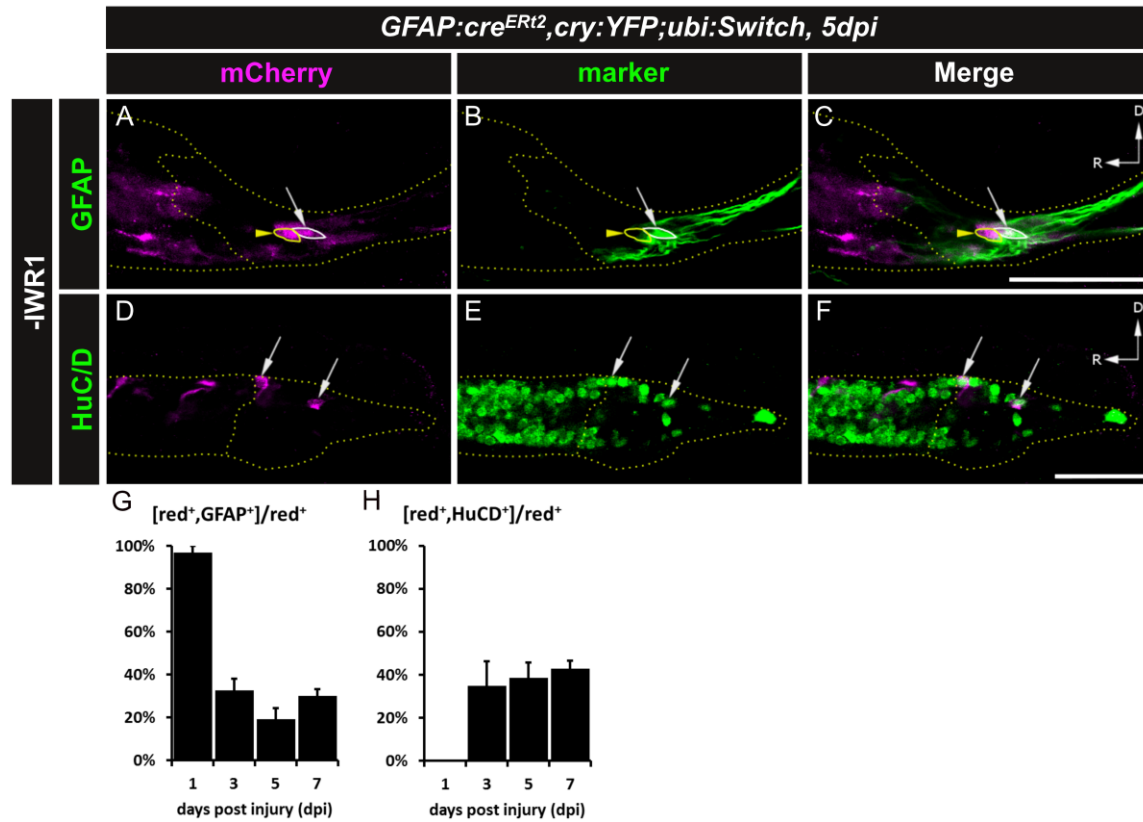 GFAP:cre^ERt2,cry:YFP;ubi:Switch, 5dpi
mCherry
marker
Merge
-IWR1
GFAP
A
B
C
D
R
HuC/D
D
E
F
D
R
G
[red⁺,GFAP⁺]/red⁺
100%
80%
60%
40%
20%
0%
1 3 5 7
days post injury (dpi)
H
[red⁺,HuCD⁺]/red⁺
100%
80%
60%
40%
20%
0%
1 3 5 7
days post injury (dpi)